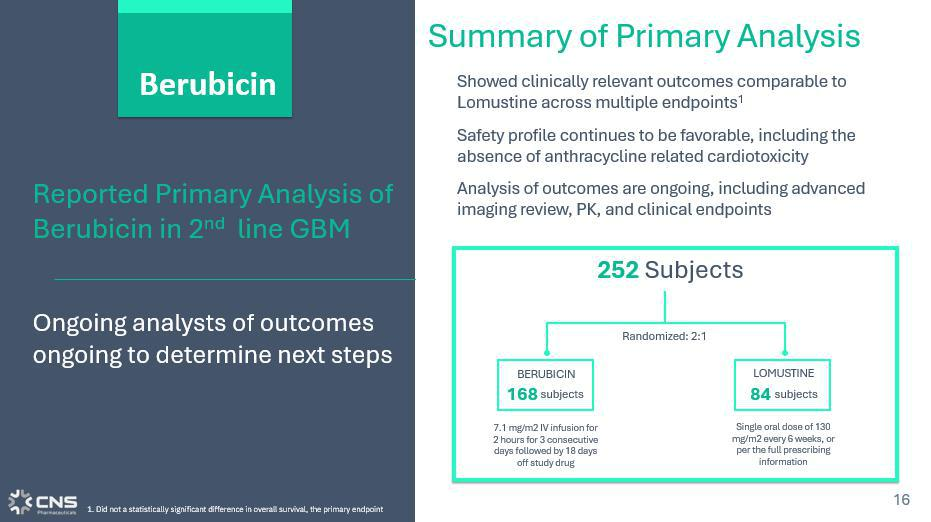 Berubicin
Reported Primary Analysis of
Berubicin in 2nd line GBM
Ongoing analysts of outcomes
ongoing to determine next steps
CNS
Pharmaceuticals
1. Did not a statistically significant difference in overall survival, the primary endpoint
Summary of Primary Analysis
Showed clinically relevant outcomes comparable to
Lomustine across multiple endpoints1
Safety profile continues to be favorable, including the
absence of anthracycline related cardiotoxicity
Analysis of outcomes are ongoing, including advanced
imaging review, PK, and clinical endpoints
252 Subjects
Randomized: 2:1
BERUBICIN
168 subjects
7.1 mg/m2 IV infusion for
2 hours for 3 consecutive
days followed by 18 days
off study drug
LOMUSTINE
84 subjects
Single oral dose of 130
mg/m2 every 6 weeks, or
per the full prescribing
information
16